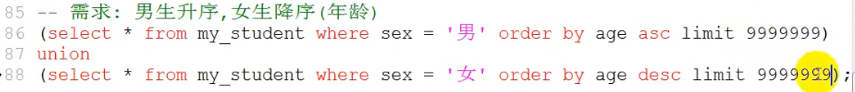 85 -- 需求: 男生升序,女生降序(年龄)
86 (select * from my_student where sex = '男' order by age asc limit 9999999)
87 union
88 (select * from my_student where sex = '女' order by age desc limit 9999999);